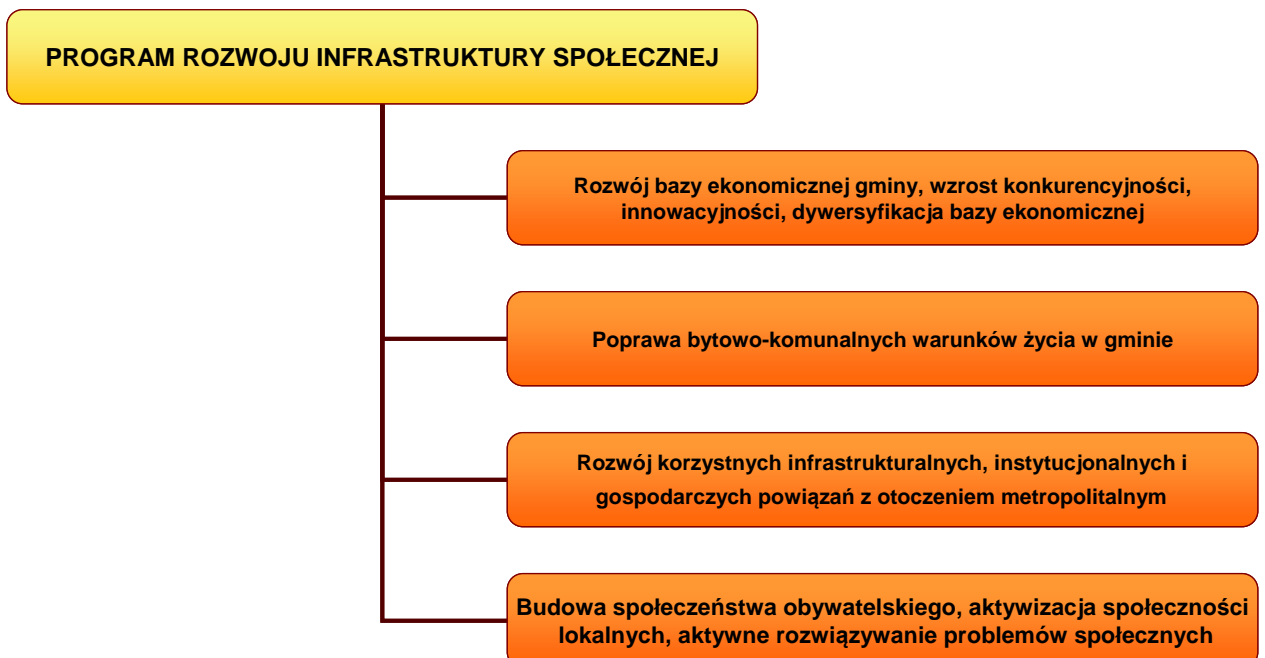 PROGRAM ROZWOJU INFRASTRUKTURY SPOŁECZNEJ
Rozwój bazy ekonomicznej gminy, wzrost konkurencyjności,
innowacyjności, dywersyfikacja bazy ekonomicznej
Poprawa bytowo-komunalnych warunków życia w gminie
Rozwój korzystnych infrastrukturalnych, instytucjonalnych i
gospodarczych powiązań z otoczeniem metropolitalnym
Budowa społeczeństwa obywatelskiego, aktywizacja społeczności
lokalnych, aktywne rozwiązywanie problemów społecznych